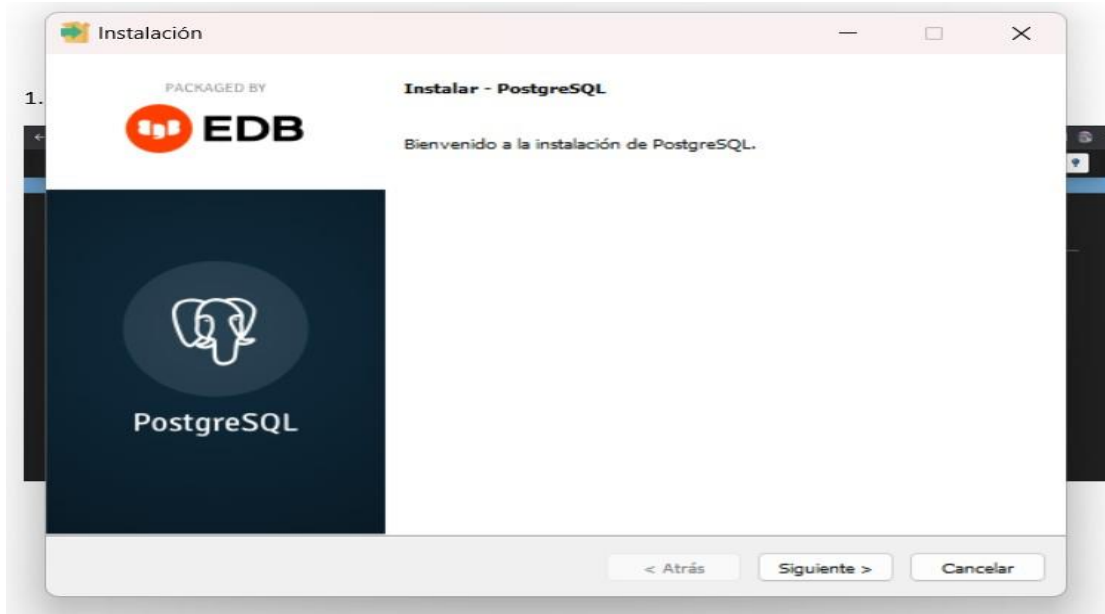 Instalación
1.
PACKAGED BY
EDB
Instalar - PostgreSQL
Bienvenido a la instalación de PostgreSQL.
PostgreSQL
< Atrás
Siguiente >
Cancelar